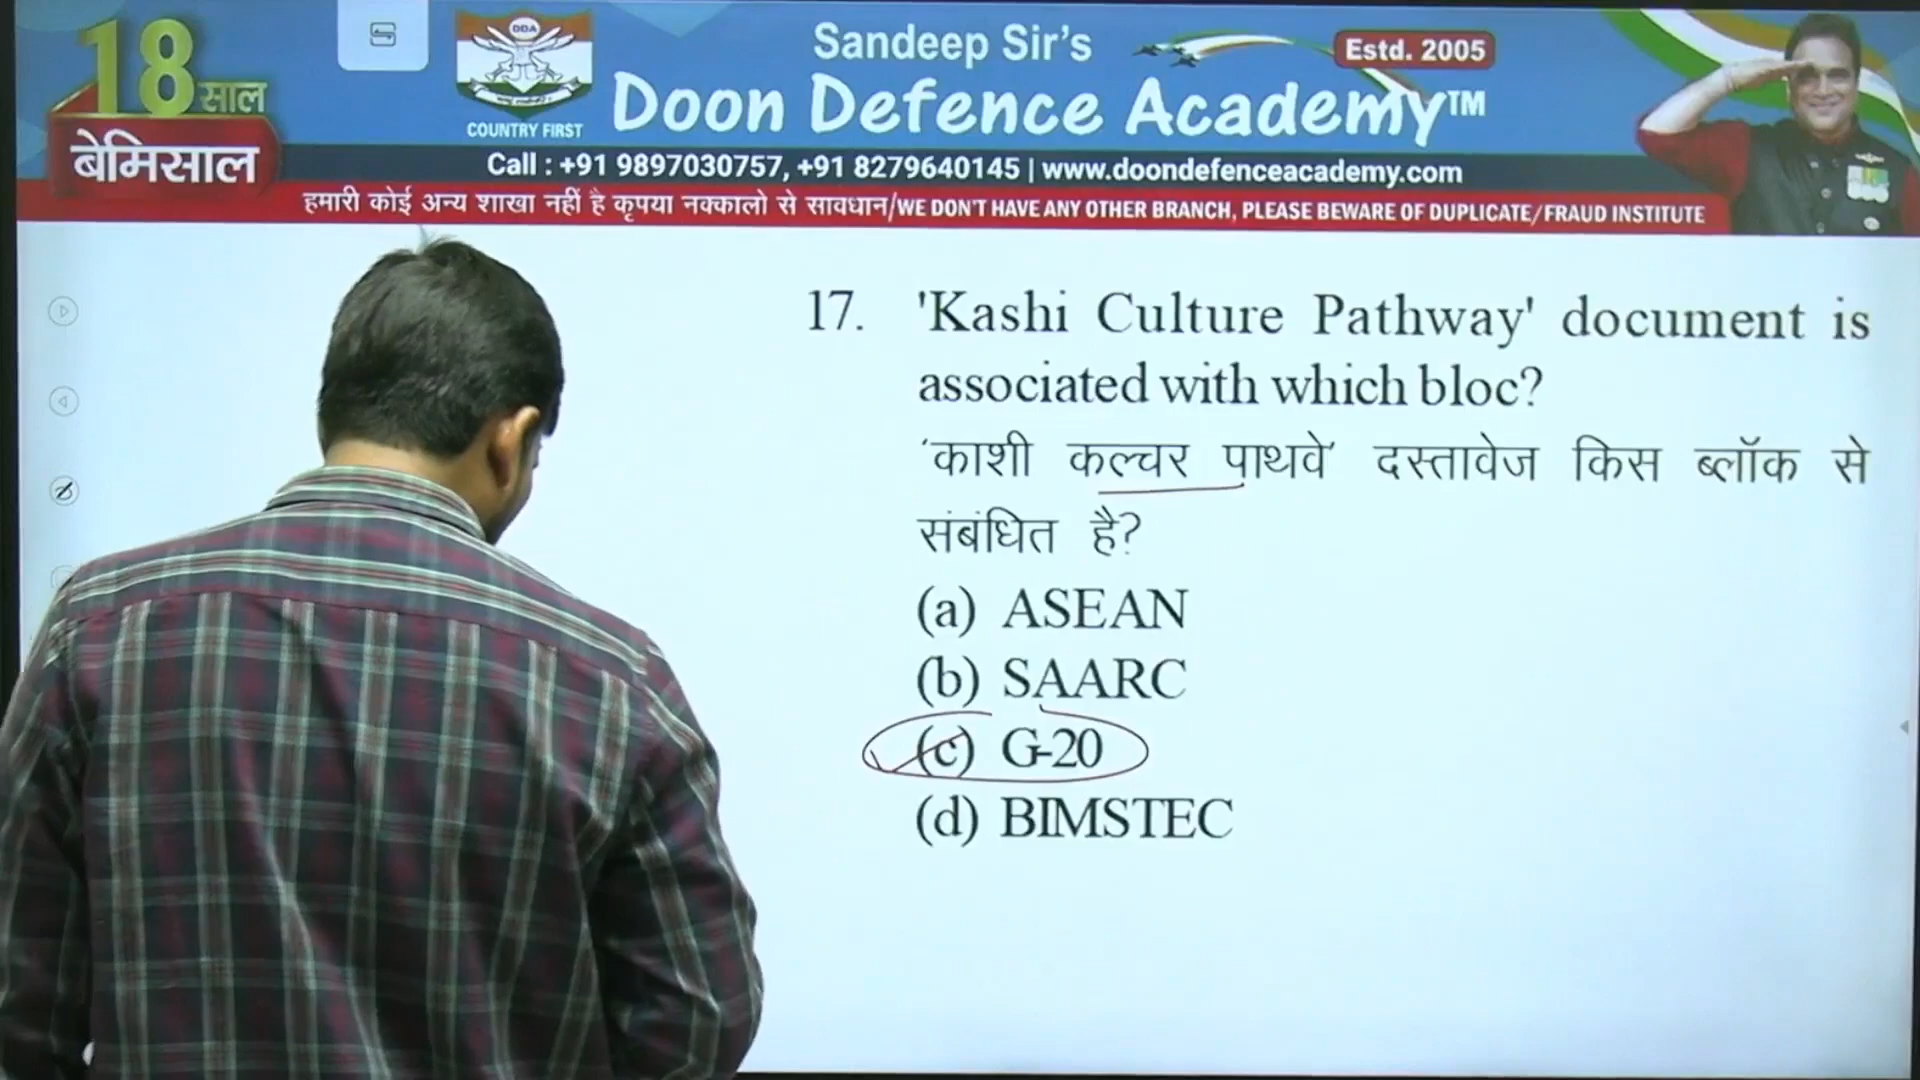 18 साल
बेमिसाल
DDA
COUNTRY FIRST
Sandeep Sir's
Estd. 2005
Doon Defence Academy™
Call : +91 9897030757, +91 8279640145 | www.doondefenceacademy.com
हमारी कोई अन्य शाखा नहीं है कृपया नक्कालो से सावधान/WE DON'T HAVE ANY OTHER BRANCH, PLEASE BEWARE OF DUPLICATE/FRAUD INSTITUTE
17. 'Kashi Culture Pathway' document is
associated with which bloc?
'काशी कल्चर पाथवे' दस्तावेज किस ब्लॉक से
संबंधित है?
(a) ASEAN
(b) SAARC
(c) G-20
(d) BIMSTEC